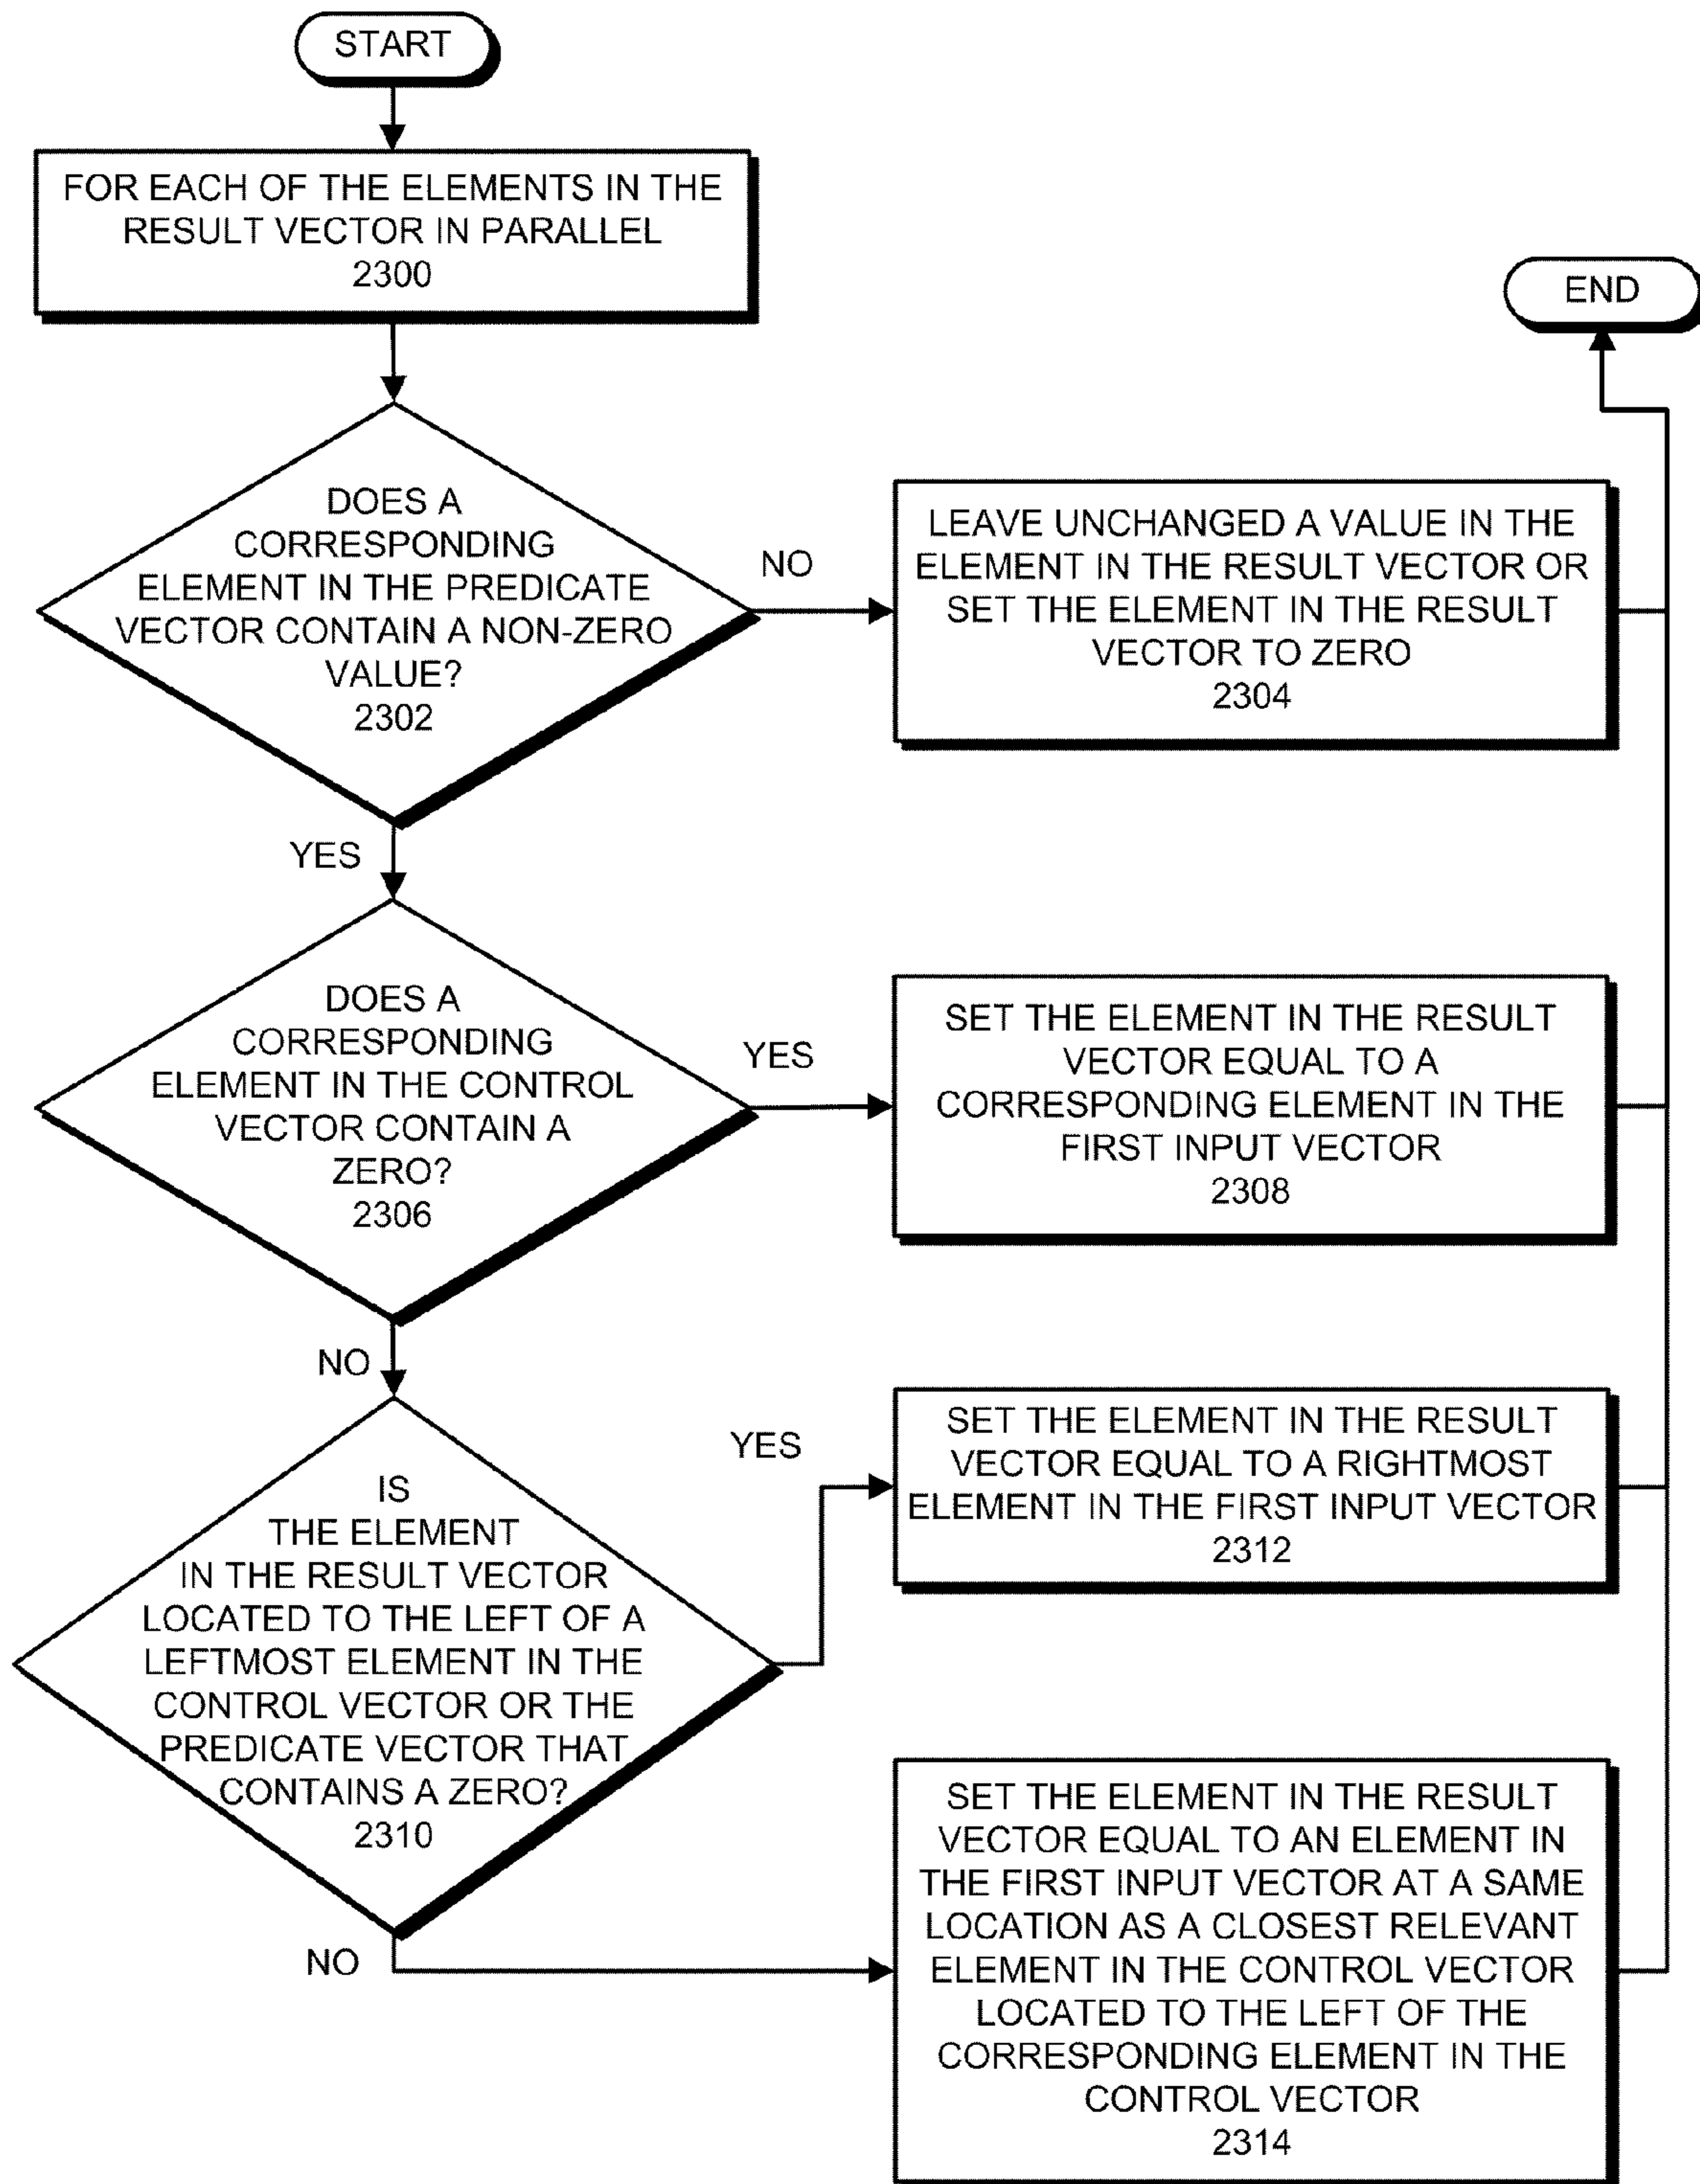 START
FOR EACH OF THE ELEMENTS IN THE
RESULT VECTOR IN PARALLEL
2300
END
DOES A
CORRESPONDING
ELEMENT IN THE PREDICATE
VECTOR CONTAIN A NON-ZERO
VALUE?
2302
NO
LEAVE UNCHANGED A VALUE IN THE
ELEMENT IN THE RESULT VECTOR OR
SET THE ELEMENT IN THE RESULT
VECTOR TO ZERO
2304
YES
DOES A
CORRESPONDING
ELEMENT IN THE CONTROL
VECTOR CONTAIN A
ZERO?
2306
YES
SET THE ELEMENT IN THE RESULT
VECTOR EQUAL TO A
CORRESPONDING ELEMENT IN THE
FIRST INPUT VECTOR
2308
NO
IS
THE ELEMENT
IN THE RESULT VECTOR
LOCATED TO THE LEFT OF A
LEFTMOST ELEMENT IN THE
CONTROL VECTOR OR THE
PREDICATE VECTOR THAT
CONTAINS A ZERO?
2310
YES
SET THE ELEMENT IN THE RESULT
VECTOR EQUAL TO A RIGHTMOST
ELEMENT IN THE FIRST INPUT VECTOR
2312
NO
SET THE ELEMENT IN THE RESULT
VECTOR EQUAL TO AN ELEMENT IN
THE FIRST INPUT VECTOR AT A SAME
LOCATION AS A CLOSEST RELEVANT
ELEMENT IN THE CONTROL VECTOR
LOCATED TO THE LEFT OF THE
CORRESPONDING ELEMENT IN THE
CONTROL VECTOR
2314